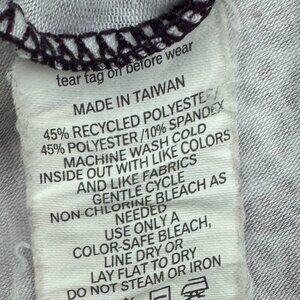 tear tag off before wear
MADE IN TAIWAN
45% RECYCLED POLYESTER
45% POLYESTER/10% SPANDEX
MACHINE WASH COLD
INSIDE OUT WITH LIKE COLORS
AND LIKE FABRICS
GENTLE CYCLE
NON CHLORINE BLEACH AS
NEEDED
USE ONLY A
COLOR-SAFE BLEACH,
LINE DRY OR
LAY FLAT TO DRY
DO NOT STEAM OR IRON